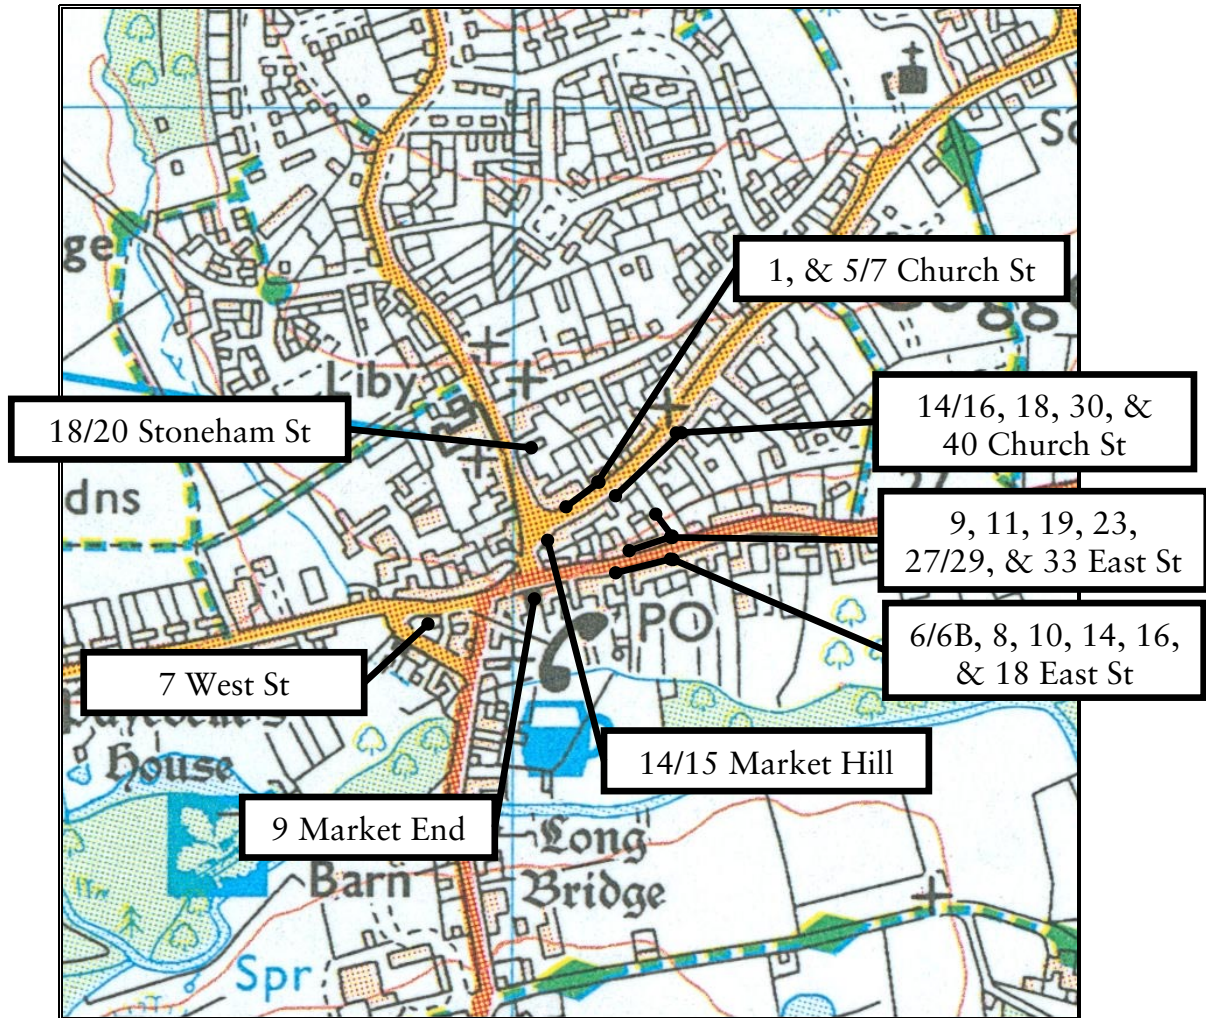 ge
1, & 5/7 Church St
Liby
14/16, 18, 30, &
40 Church St
18/20 Stoneham St
dns
9, 11, 19, 23,
27/29, & 33 East St
PO
6/6B, 8, 10, 14, 16,
& 18 East St
7 West St
House
14/15 Market Hill
9 Market End
Long
Bridge
Barn
Spr